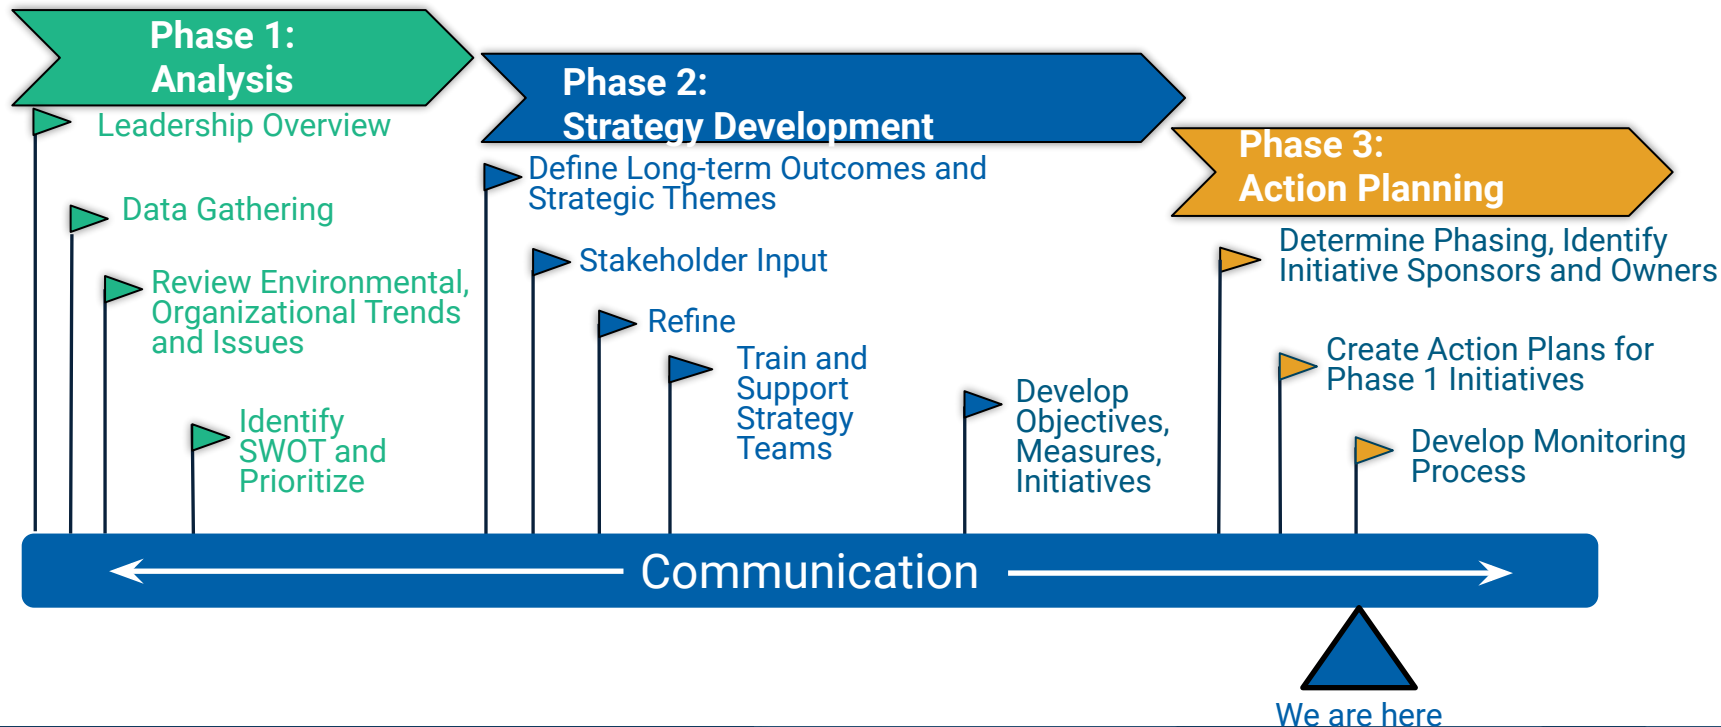 Phase 1:
Analysis
Leadership Overview
Data Gathering
Review Environmental,
Organizational Trends
and Issues
Identify
SWOT and
Prioritize
Phase 2:
Strategy Development
Define Long-term Outcomes and
Strategic Themes
Stakeholder Input
Refine
Train and
Support
Strategy
Teams
Develop
Objectives,
Measures,
Initiatives
Phase 3:
Action Planning
Determine Phasing, Identify
Initiative Sponsors and Owners
Create Action Plans for
Phase 1 Initiatives
Develop Monitoring
Process
Communication
We are here